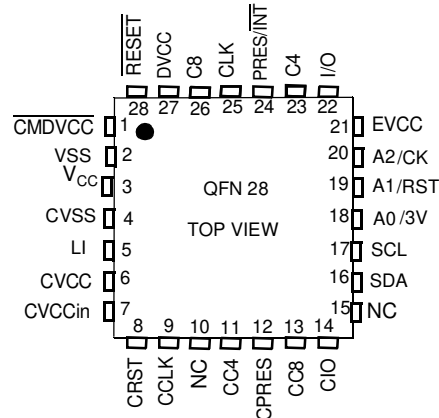 RESET DVCC C8 CLK PRES/INT C4 I/O
28 27 26 25 24 23 22
CMDVCC 1 21 EVCC
VSS 2 20 A2/CK
VCC 3 QFN 28 19 A1/RST
CVSS 4 TOP VIEW 18 A0/3V
LI 5 17 SCL
CVCC 6 16 SDA
CVCCin 7 15 NC
8 9 10 11 12 13 14
CRST CCLK NC CC4 CPRES CC8 CIO